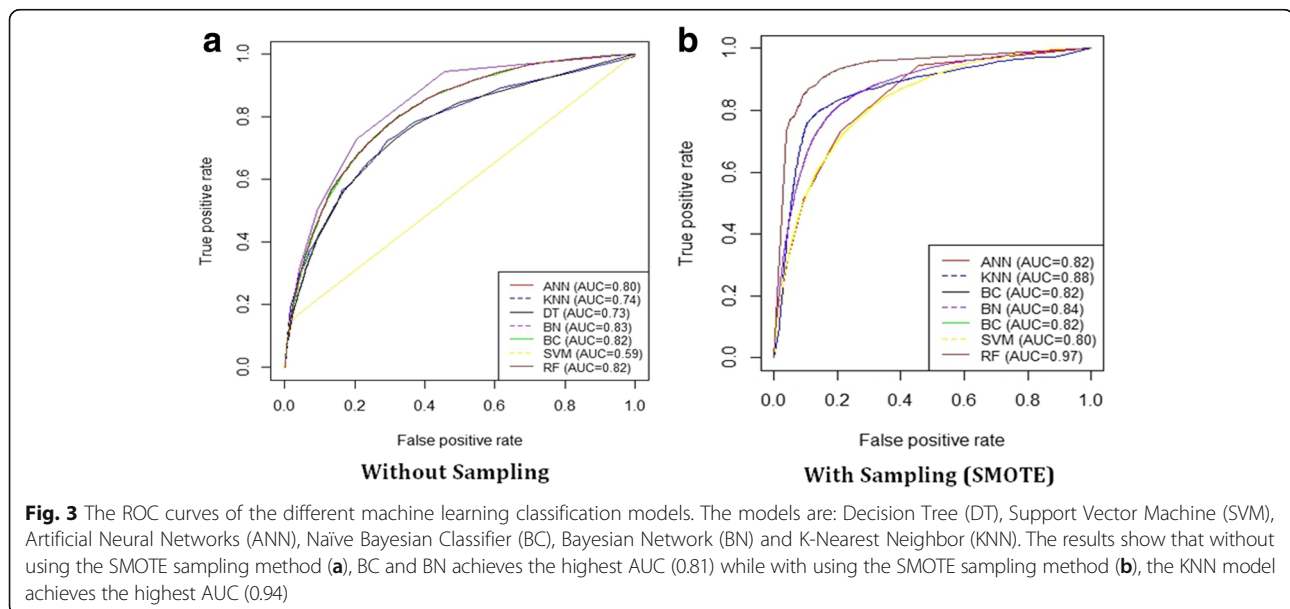 a
True positive rate
1.0
0.8
0.6
0.4
0.2
0.0
ANN (AUC=0.80)
KNN (AUC=0.74)
DT (AUC=0.73)
BN (AUC=0.83)
BC (AUC=0.82)
SVM (AUC=0.59)
RF (AUC=0.82)
0.0 0.2 0.4 0.6 0.8 1.0
False positive rate
Without Sampling
b
True positive rate
1.0
0.8
0.6
0.4
0.2
0.0
ANN (AUC=0.82)
KNN (AUC=0.88)
BC (AUC=0.82)
BN (AUC=0.84)
BC (AUC=0.82)
SVM (AUC=0.80)
RF (AUC=0.97)
0.0 0.2 0.4 0.6 0.8 1.0
False positive rate
With Sampling (SMOTE)
Fig. 3 The ROC curves of the different machine learning classification models. The models are: Decision Tree (DT), Support Vector Machine (SVM),
Artificial Neural Networks (ANN), Naïve Bayesian Classifier (BC), Bayesian Network (BN) and K-Nearest Neighbor (KNN). The results show that without
using the SMOTE sampling method (a), BC and BN achieves the highest AUC (0.81) while with using the SMOTE sampling method (b), the KNN model
achieves the highest AUC (0.94)